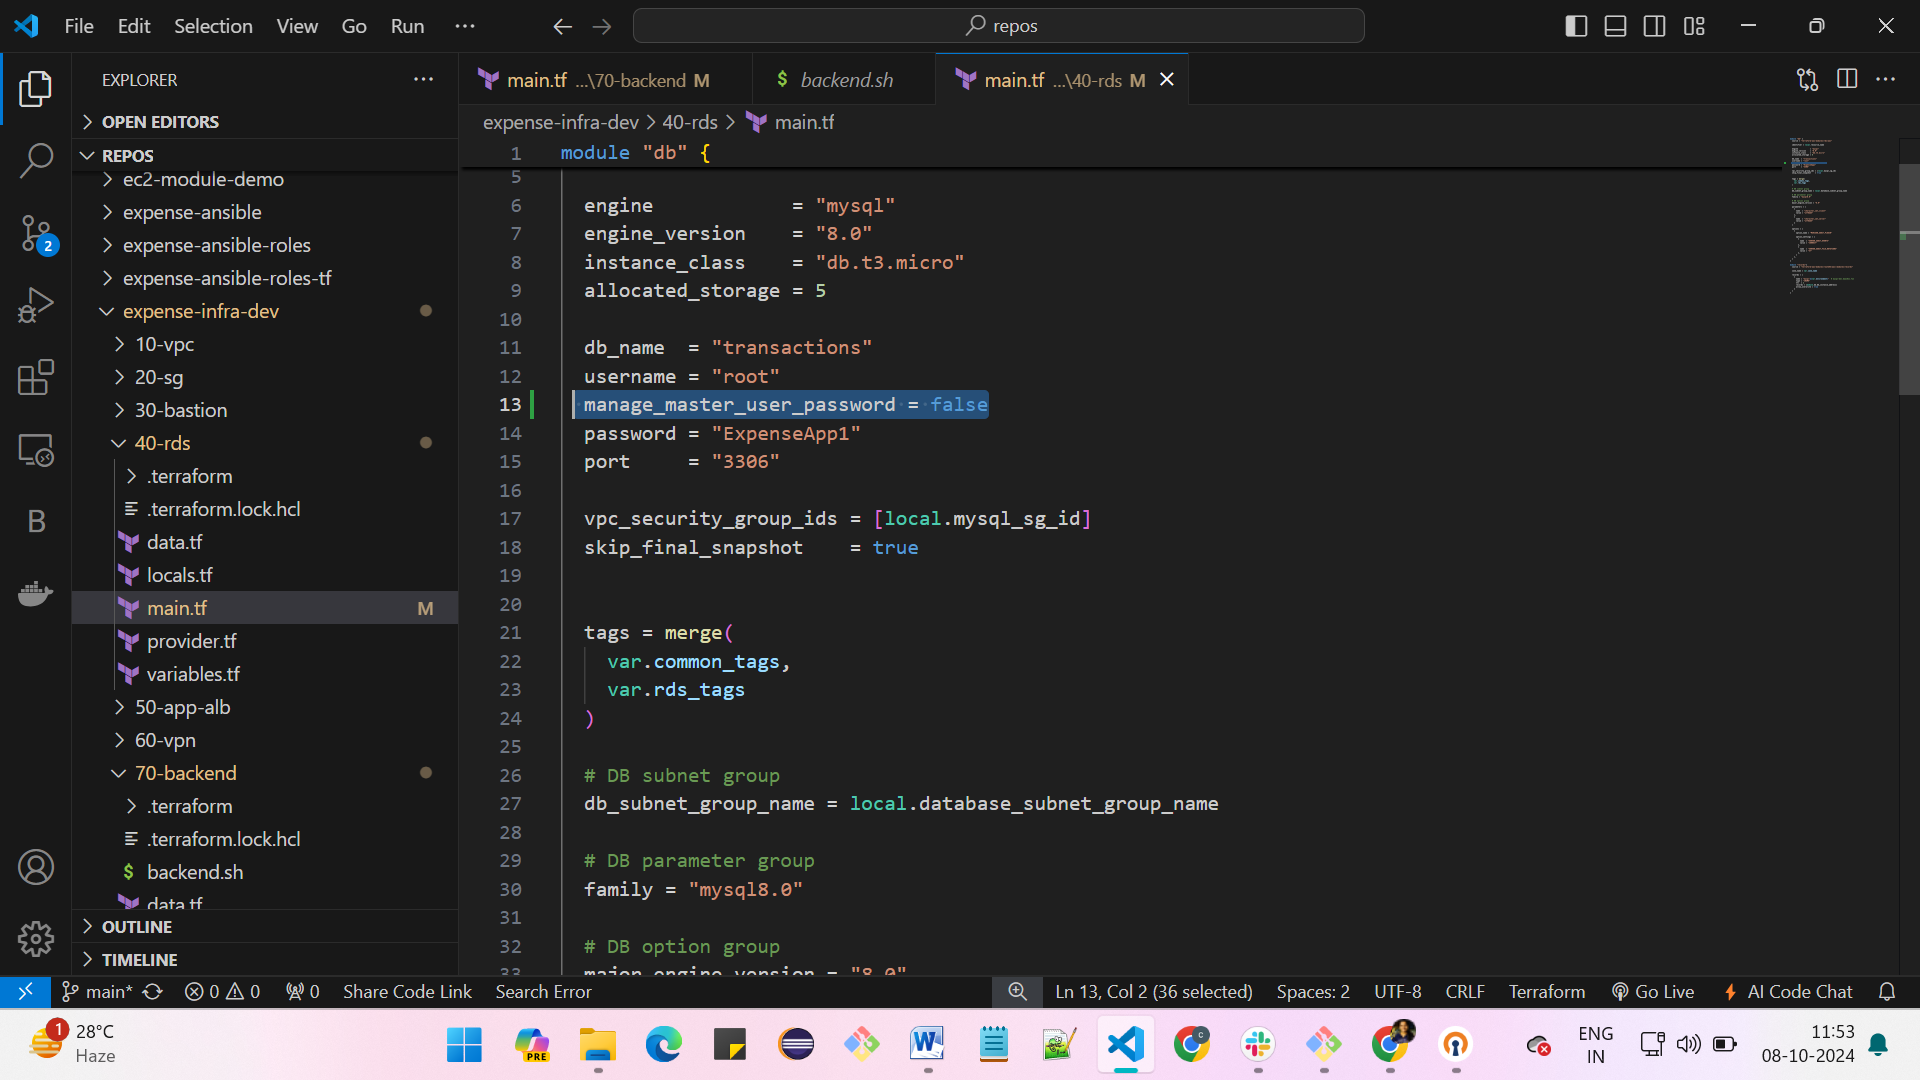 File Edit Selection View Go Run ··· repos
EXPLORER ···
OPEN EDITORS
REPOS
ec2-module-demo
expense-ansible
expense-ansible-roles
expense-ansible-roles-tf
expense-infra-dev
10-vpc
20-sg
30-bastion
40-rds
.terraform
.terraform.lock.hcl
data.tf
locals.tf
main.tf M
provider.tf
variables.tf
50-app-alb
60-vpn
70-backend
.terraform
.terraform.lock.hcl
$ backend.sh
data.tf
OUTLINE
TIMELINE
2
B
main.tf ...\70-backend M $ backend.sh main.tf ...\40-rds M
expense-infra-dev > 40-rds > main.tf
1 module "db" {
5
6 engine = "mysql"
7 engine_version = "8.0"
8 instance_class = "db.t3.micro"
9 allocated_storage = 5
10
11 db_name = "transactions"
12 username = "root"
13 manage_master_user_password = false
14 password = "ExpenseApp1"
15 port = "3306"
16
17 vpc_security_group_ids = [local.mysql_sg_id]
18 skip_final_snapshot = true
19
20
21 tags = merge(
22 var.common_tags,
23 var.rds_tags
24 )
25
26 # DB subnet group
27 db_subnet_group_name = local.database_subnet_group_name
28
29 # DB parameter group
30 family = "mysql8.0"
31
32 # DB option group
33 major_engine_version = "8.0"
main* 0 0 0 Share Code Link Search Error Ln 13, Col 2 (36 selected) Spaces: 2 UTF-8 CRLF Terraform Go Live AI Code Chat
1 28°C
Haze
PRE
W
C
ENG
IN
11:53
08-10-2024